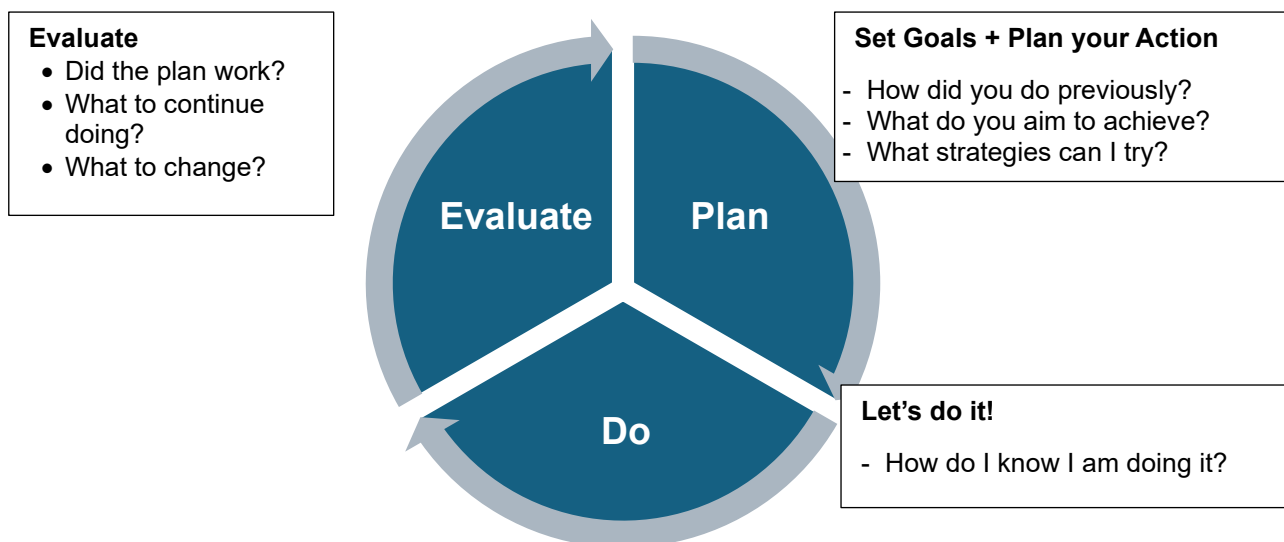 Evaluate
• Did the plan work?
• What to continue
doing?
• What to change?
Set Goals + Plan your Action
- How did you do previously?
- What do you aim to achieve?
- What strategies can I try?
Evaluate
Plan
Do
Let’s do it!
- How do I know I am doing it?